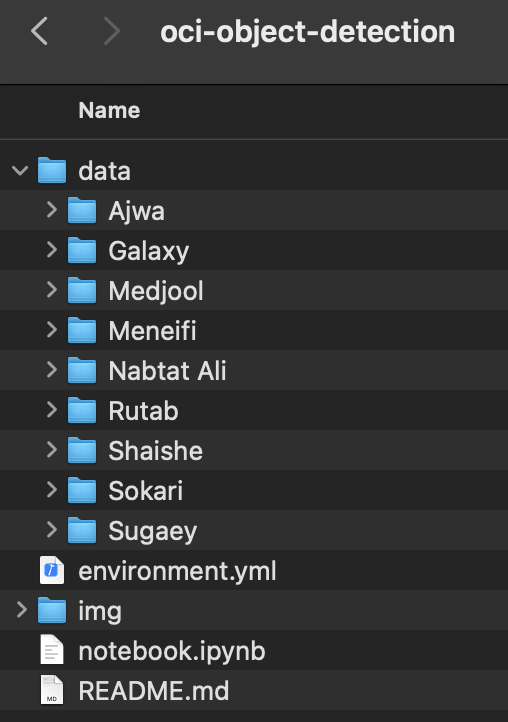 oci-object-detection
Name
data
Ajwa
Galaxy
Medjool
Meneifi
Nabtat Ali
Rutab
Shaishe
Sokari
Sugaey
environment.yml
img
notebook.ipynb
MD README.md